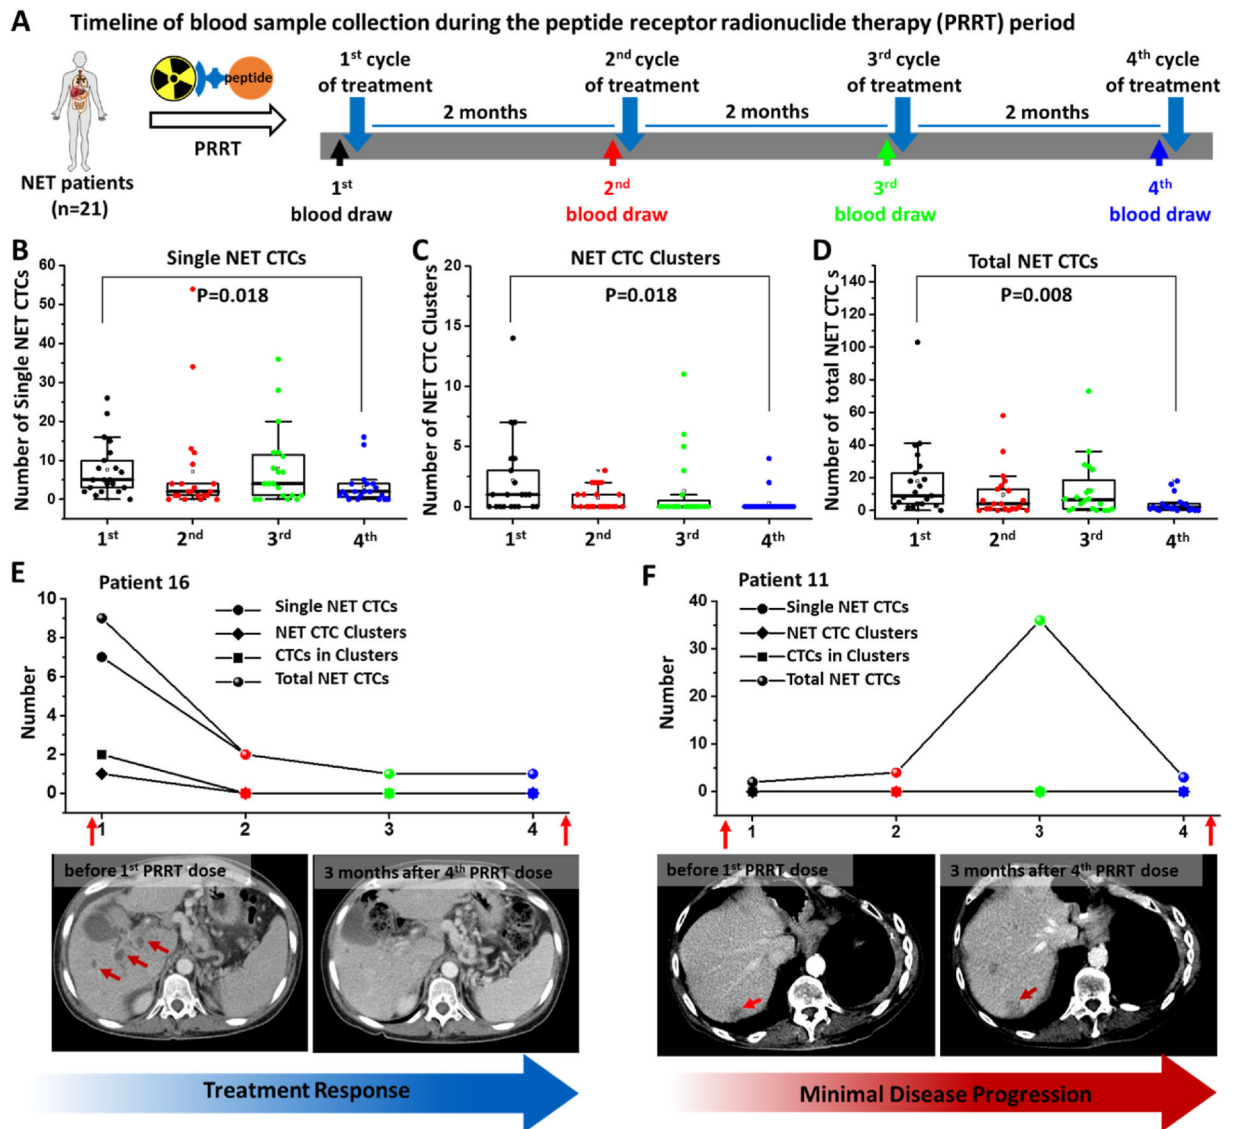 A Timeline of blood sample collection during the peptide receptor radionuclide therapy (PRRT) period
peptide
PRRT
NET patients
(n=21)
1st cycle
of treatment
2nd cycle
of treatment
3rd cycle
of treatment
4th cycle
of treatment
2 months
2 months
2 months
1st
blood draw
2nd
blood draw
3rd
blood draw
4th
blood draw
B
Single NET CTCs
P=0.018
Number of Single NET CTCs
60
50
40
30
20
10
0
1st 2nd 3rd 4th
C
NET CTC Clusters
P=0.018
Number of NET CTC Clusters
20
15
10
5
0
1st 2nd 3rd 4th
D
Total NET CTCs
P=0.008
Number of total NET CTC s
140
120
100
80
60
40
20
0
1st 2nd 3rd 4th
E
Patient 16
Single NET CTCs
NET CTC Clusters
CTCs in Clusters
Total NET CTCs
Number
10
8
6
4
2
0
1 2 3 4
before 1st PRRT dose
3 months after 4th PRRT dose
Treatment Response
F
Patient 11
Single NET CTCs
NET CTC Clusters
CTCs in Clusters
Total NET CTCs
Number
40
30
20
10
0
1 2 3 4
before 1st PRRT dose
3 months after 4th PRRT dose
Minimal Disease Progression